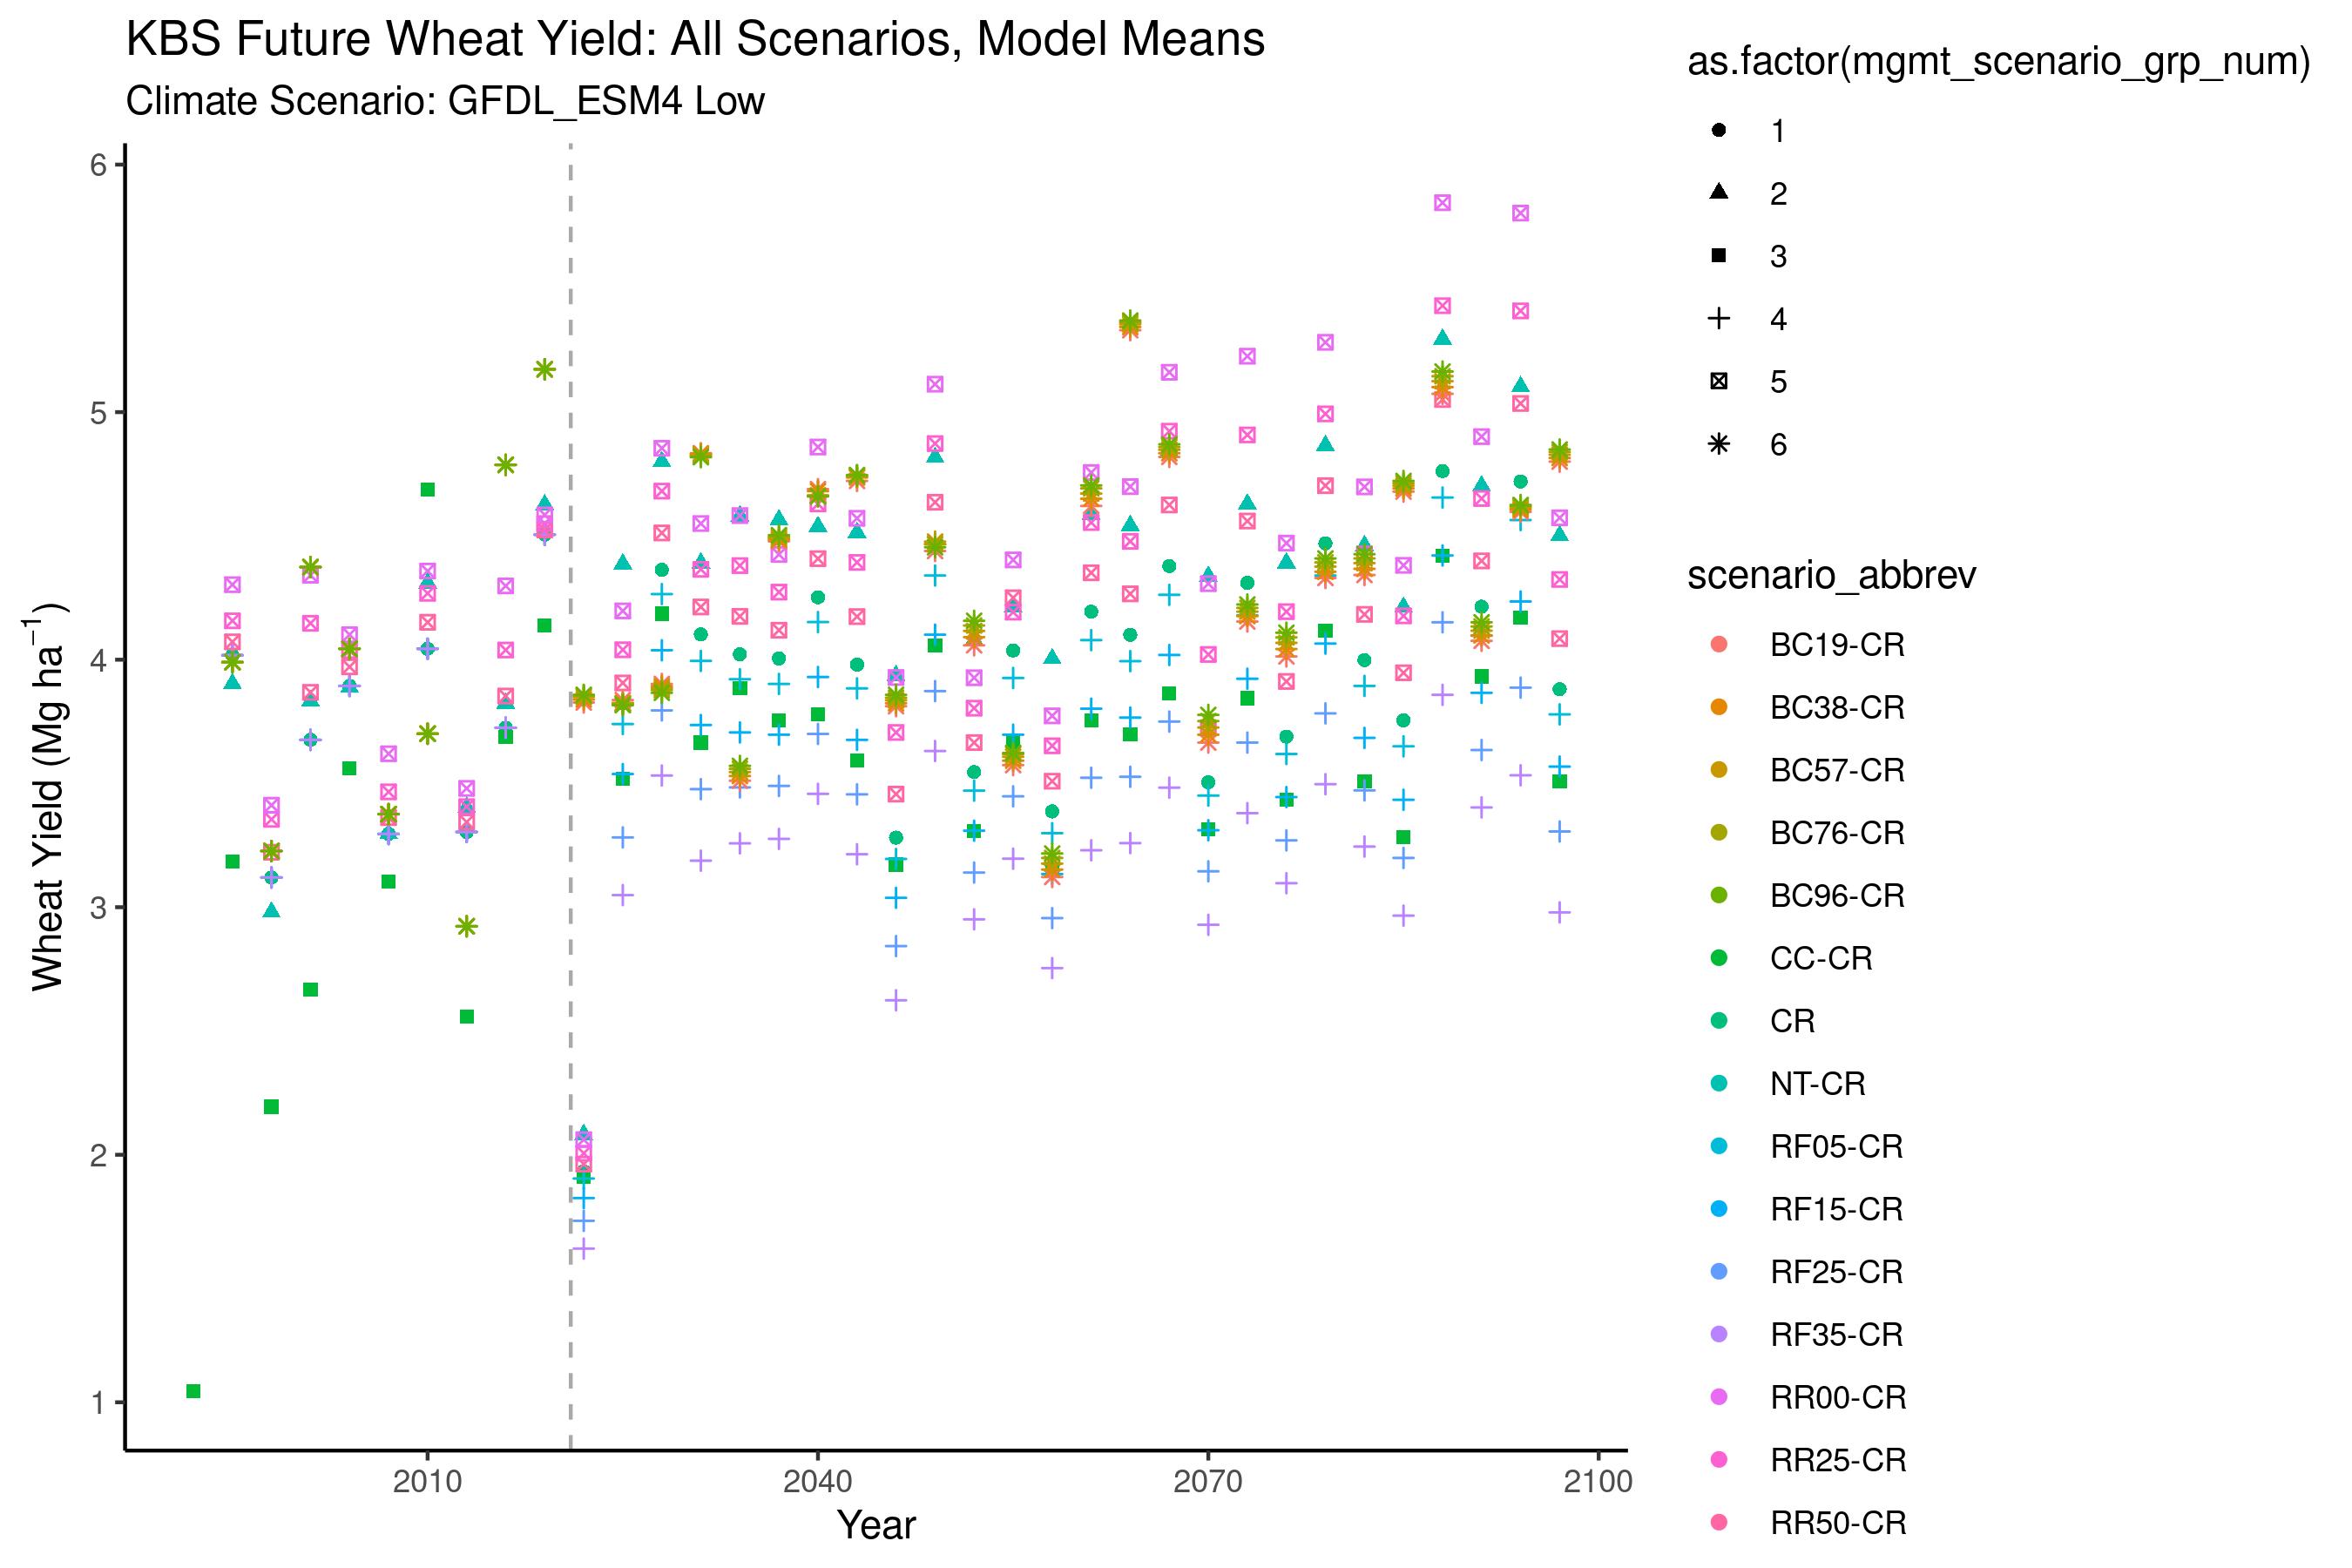 KBS Future Wheat Yield: All Scenarios, Model Means
Climate Scenario: GFDL_ESM4 Low
Wheat Yield (Mg ha⁻¹)
6
5
4
3
2
1
2010
2040
2070
2100
Year
as.factor(mgmt_scenario_grp_num)
1
2
3
4
5
6
scenario_abbrev
BC19-CR
BC38-CR
BC57-CR
BC76-CR
BC96-CR
CC-CR
CR
NT-CR
RF05-CR
RF15-CR
RF25-CR
RF35-CR
RR00-CR
RR25-CR
RR50-CR